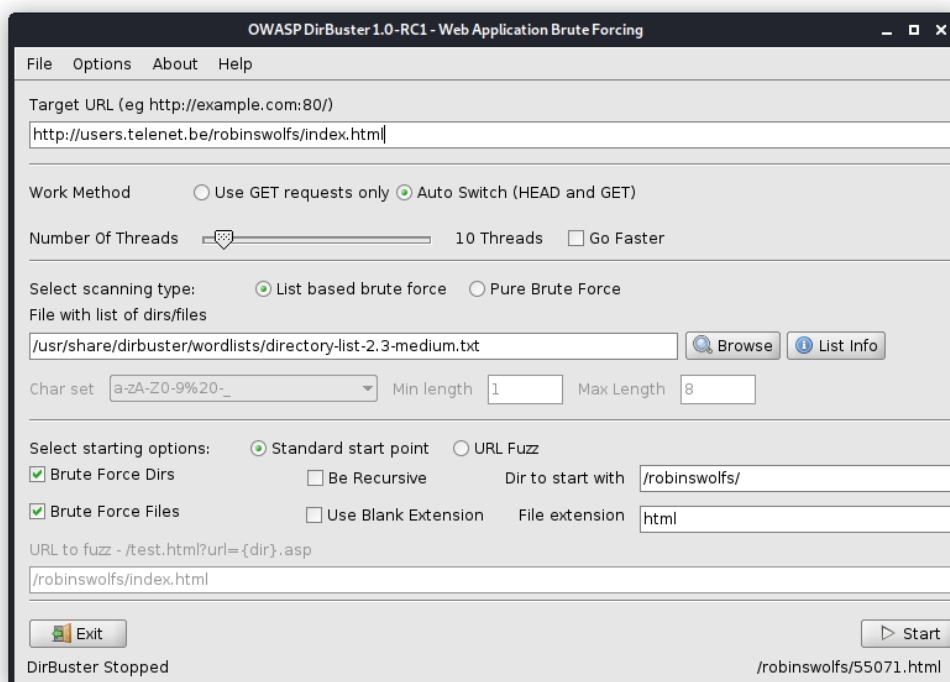 OWASP DirBuster 1.0-RC1 - Web Application Brute Forcing
File Options About Help
Target URL (eg http://example.com:80/)
http://users.telenet.be/robinswolfs/index.html
Work Method Use GET requests only Auto Switch (HEAD and GET)
Number Of Threads 10 Threads Go Faster
Select scanning type: List based brute force Pure Brute Force
File with list of dirs/files
/usr/share/dirbuster/wordlists/directory-list-2.3-medium.txt Browse List Info
Char set a-zA-Z0-9%20-_ Min length 1 Max Length 8
Select starting options: Standard start point URL Fuzz
Brute Force Dirs Be Recursive Dir to start with /robinswolfs/
Brute Force Files Use Blank Extension File extension html
URL to fuzz - /test.html?url={dir}.asp
/robinswolfs/index.html
Exit Start
DirBuster Stopped /robinswolfs/55071.html